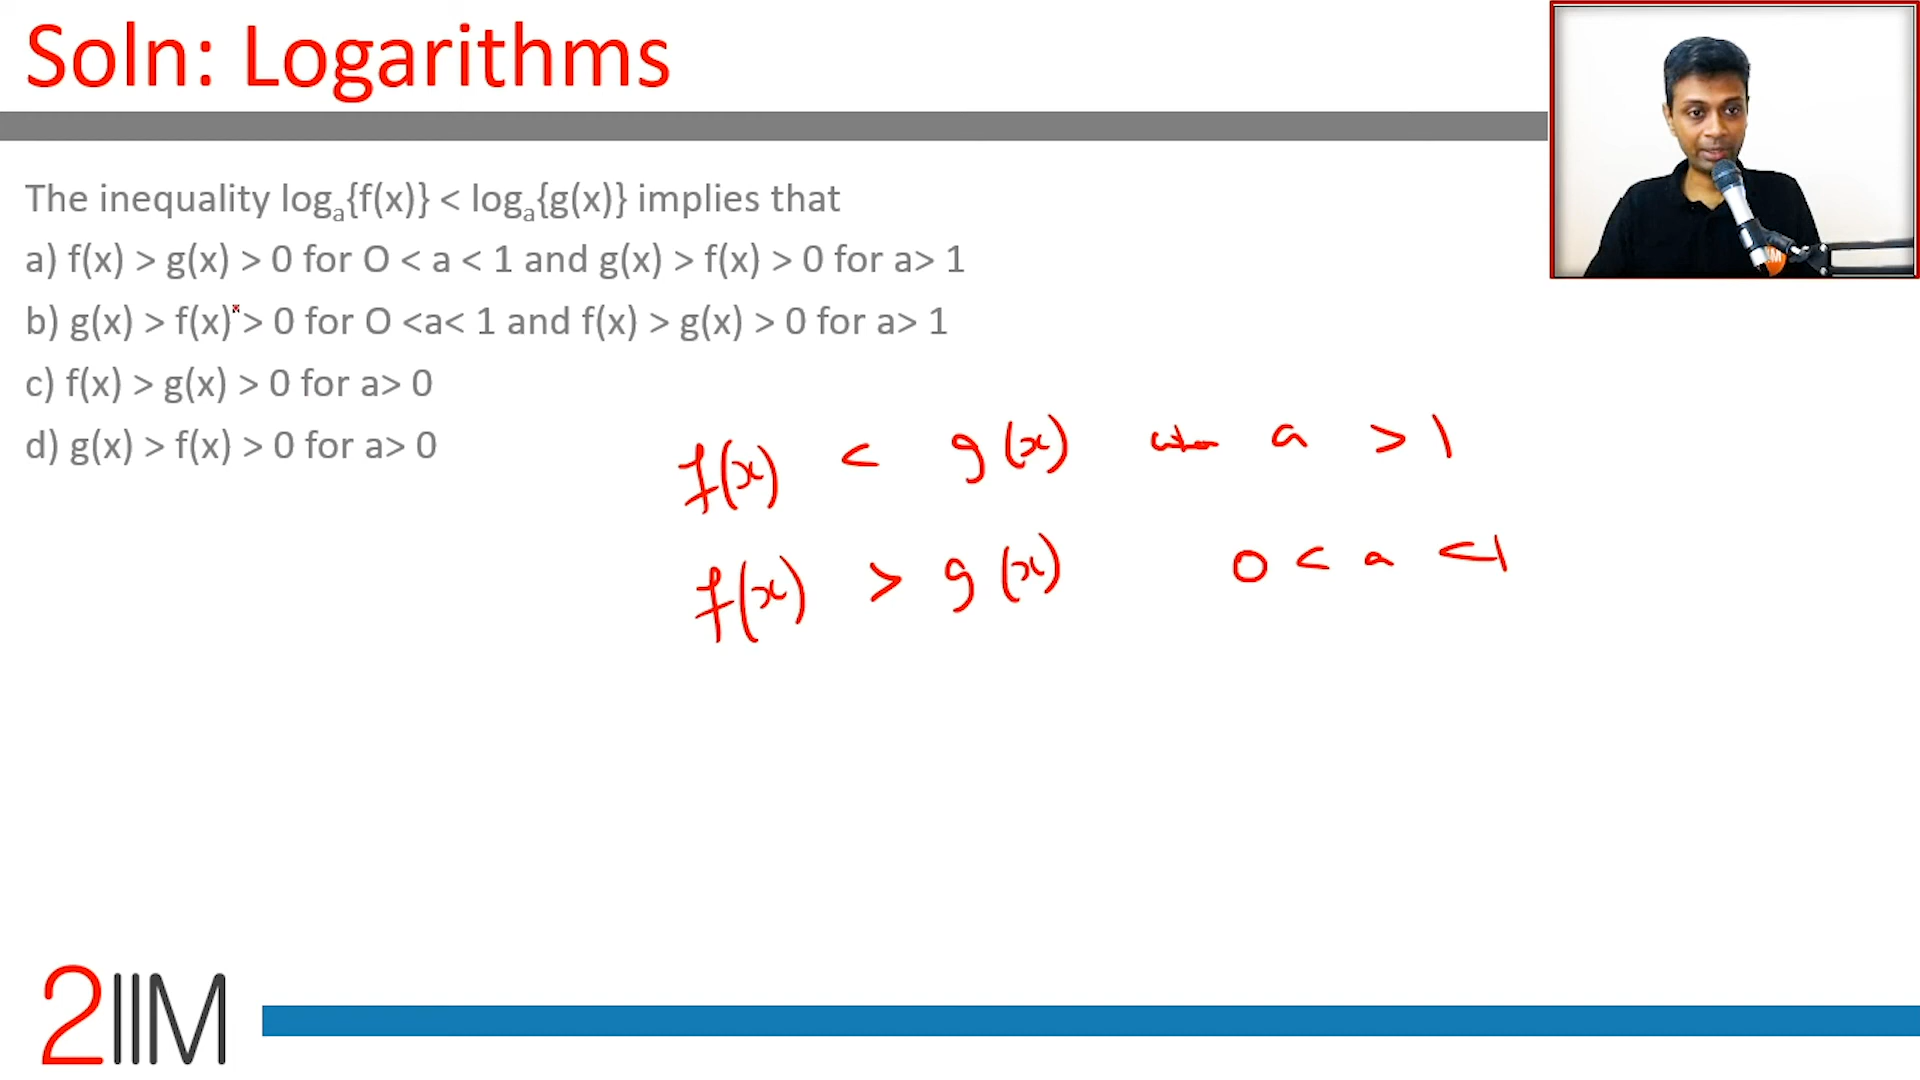 Soln: Logarithms
The inequality logₐ{f(x)} < logₐ{g(x)} implies that
a) f(x) > g(x) > 0 for O < a < 1 and g(x) > f(x) > 0 for a> 1
b) g(x) > f(x) > 0 for O <a< 1 and f(x) > g(x) > 0 for a> 1
c) f(x) > g(x) > 0 for a> 0
d) g(x) > f(x) > 0 for a> 0
f(x) < g(x) when a > 1
f(x) > g(x) 0 < a < 1
2IIM